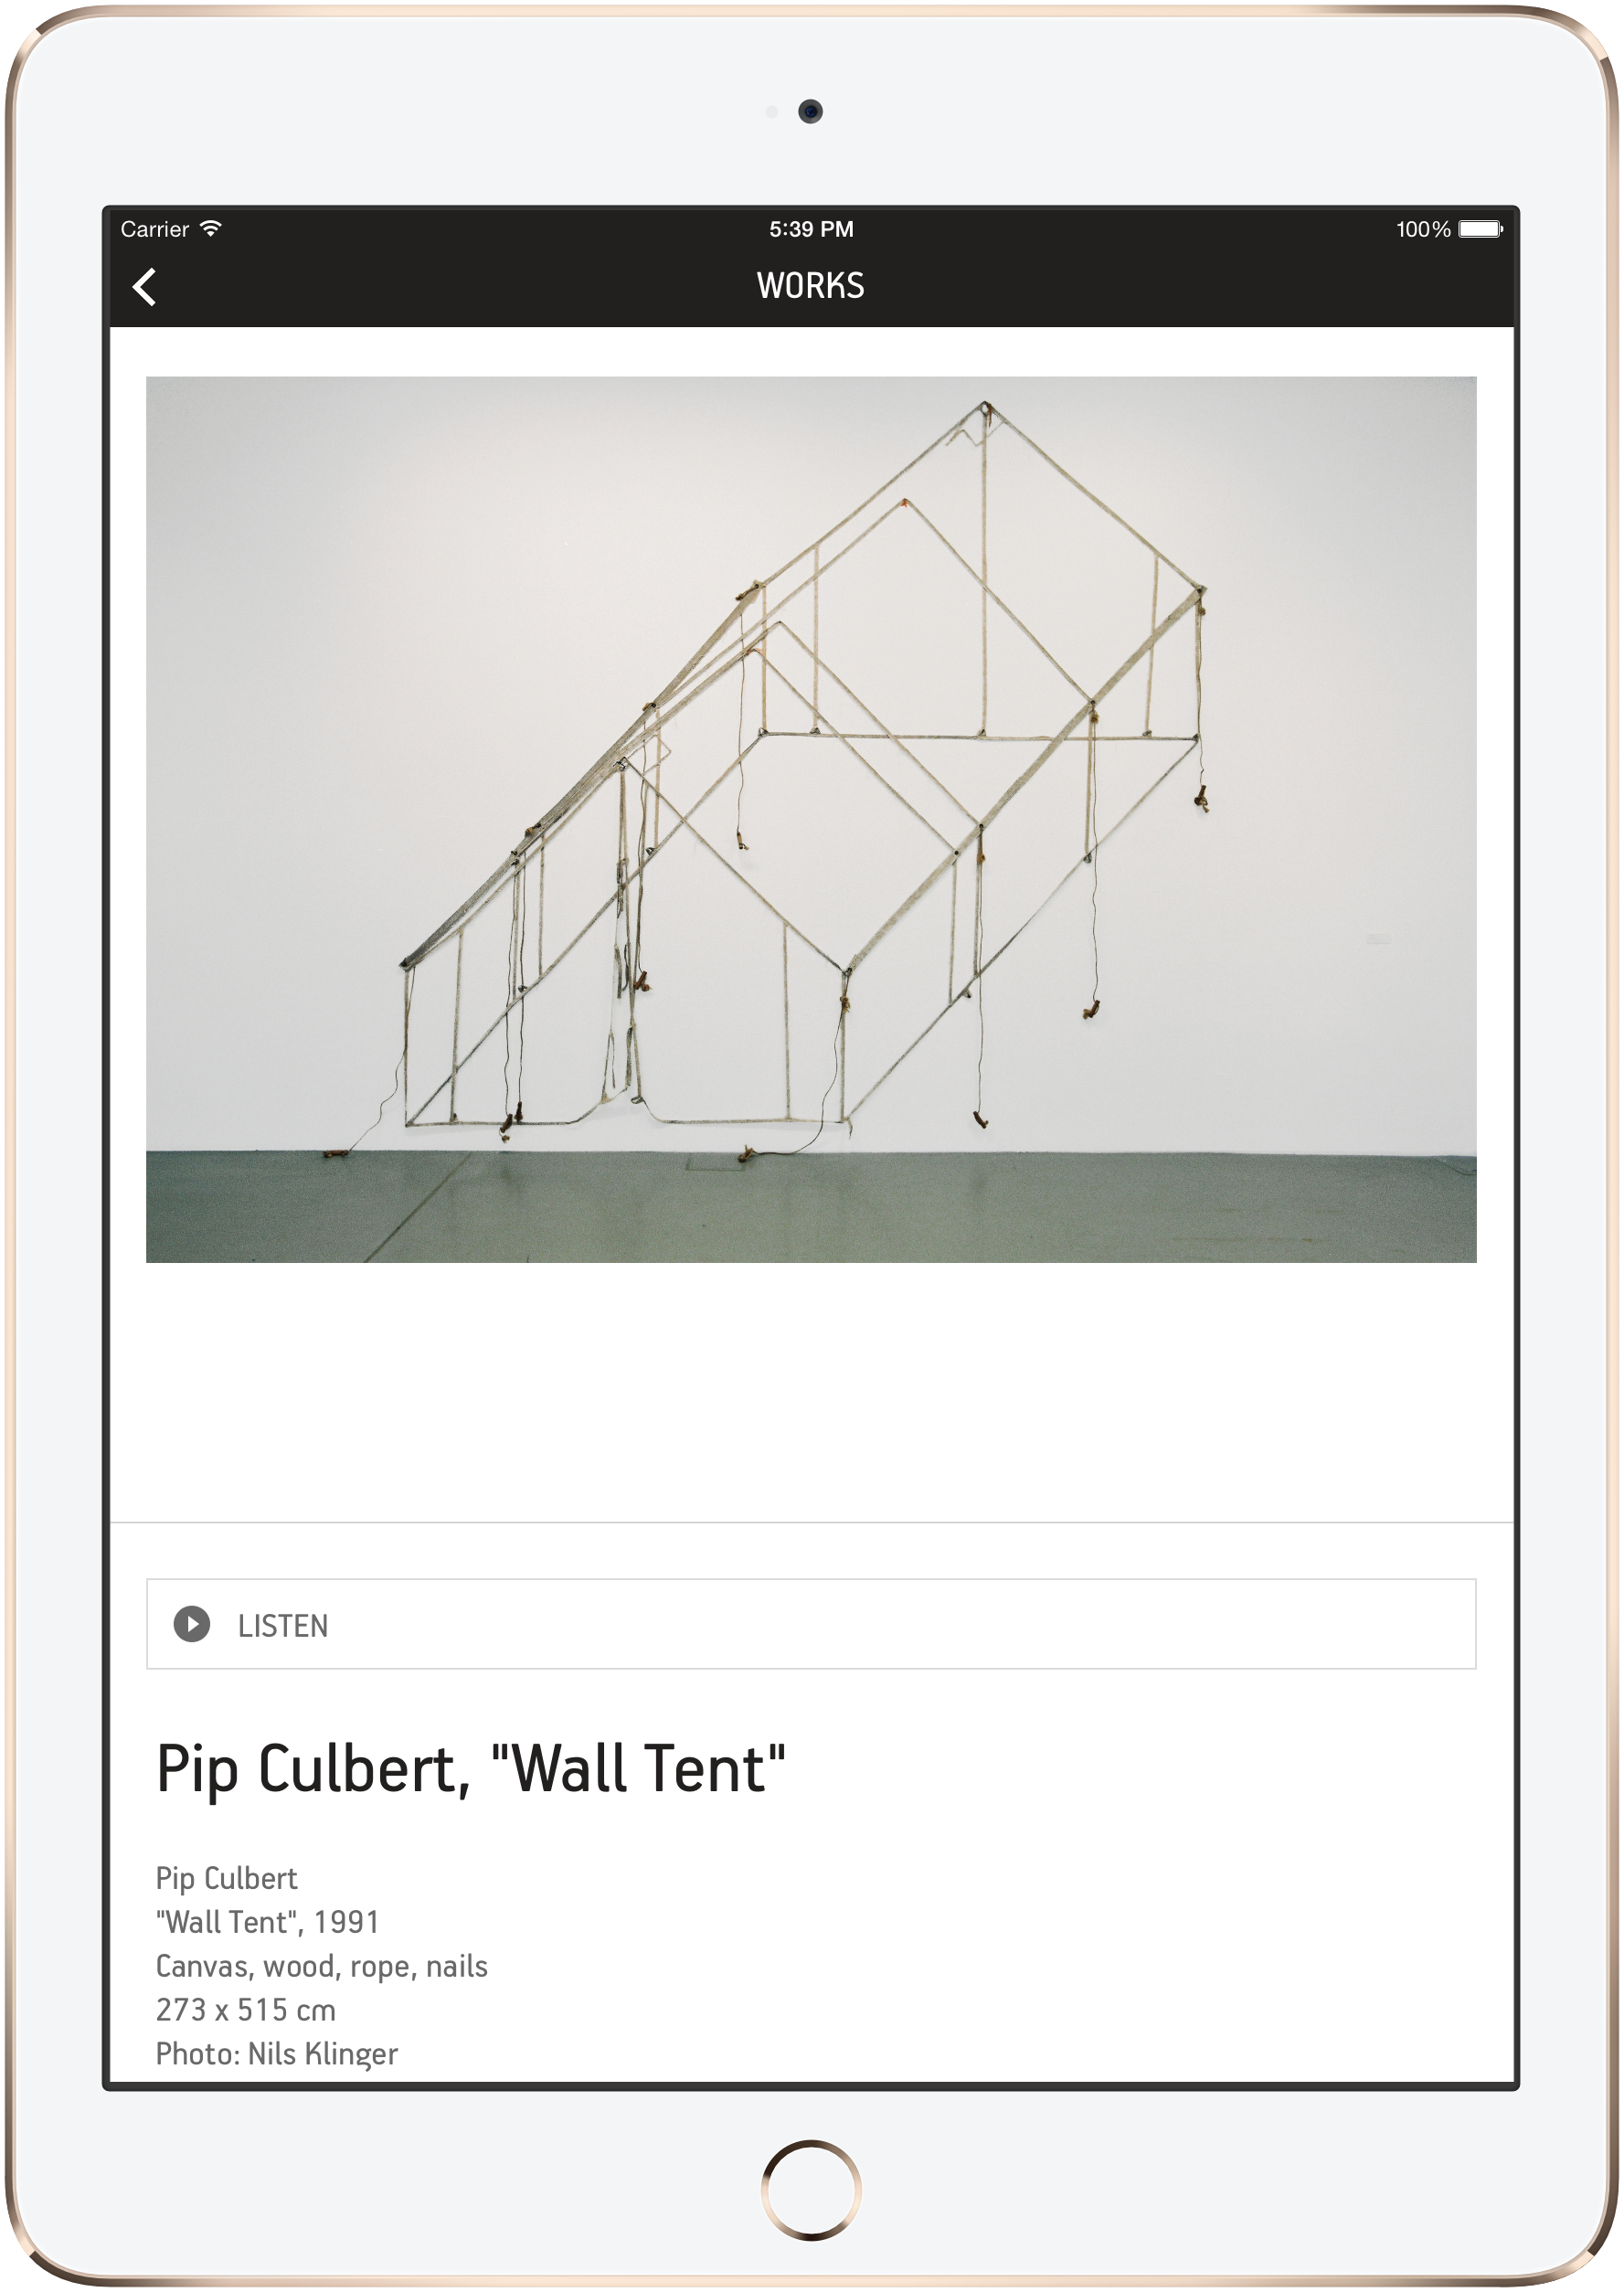 Carrier 5:39 PM 100%
WORKS
LISTEN
Pip Culbert, "Wall Tent"
Pip Culbert
"Wall Tent", 1991
Canvas, wood, rope, nails
273 x 515 cm
Photo: Nils Klinger